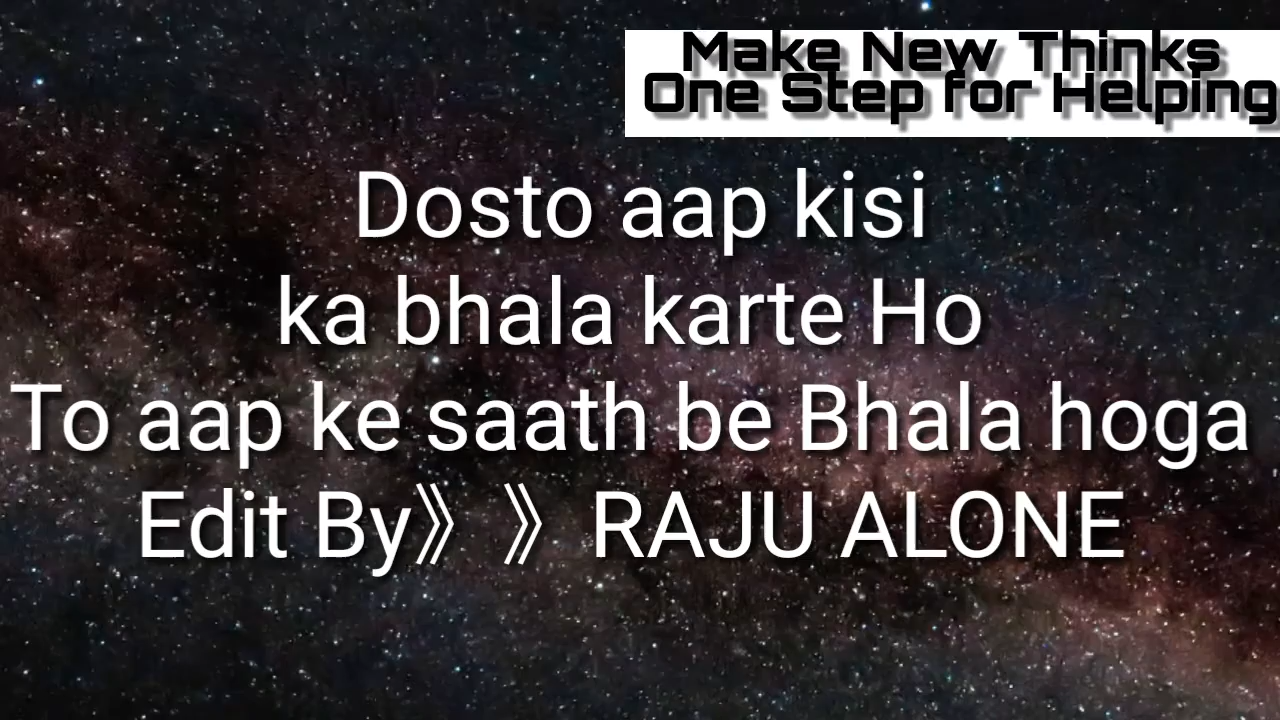 Make New Thinks
One Step for Helping
Dosto aap kisi
ka bhala karte Ho
To aap ke saath be Bhala hoga
Edit By》》RAJU ALONE